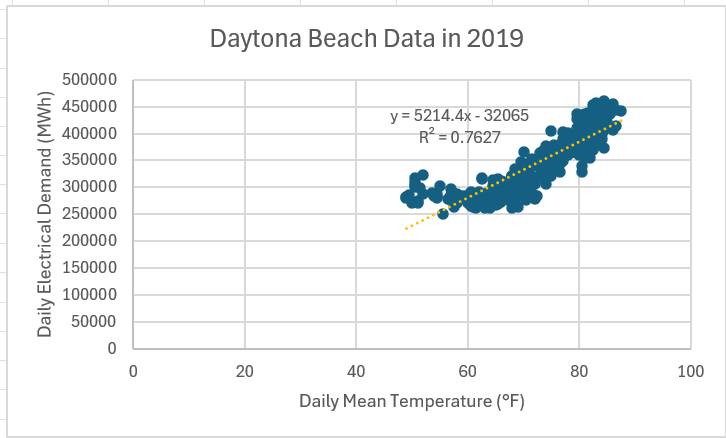 Daytona Beach Data in 2019
Daily Electrical Demand (MWh)
500000
450000
400000
350000
300000
250000
200000
150000
100000
50000
0
y = 5214.4x - 32065
R² = 0.7627
0 20 40 60 80 100
Daily Mean Temperature (°F)